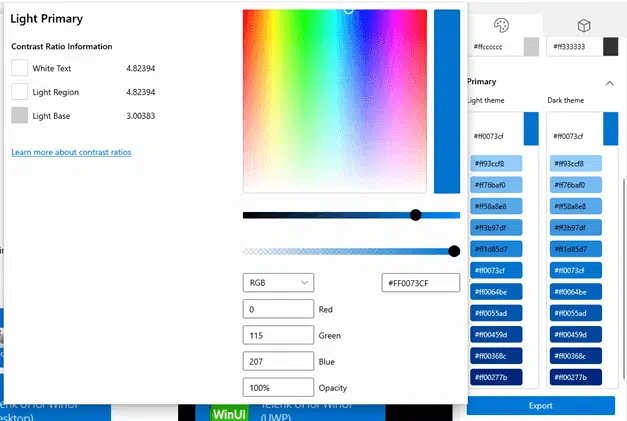 Light Primary
Contrast Ratio Information
White Text 4.82394
Light Region 4.82394
Light Base 3.00383
Learn more about contrast ratios
RGB
#FF0073CF
0 Red
115 Green
207 Blue
100% Opacity
#ffcccccc #ff333333
Primary
Light theme Dark theme
#ff0073cf #ff0073cf
#ff93ccf8 #ff93ccf8
#ff76baf0 #ff76baf0
#ff58a8e8 #ff58a8e8
#ff3b97df #ff3b97df
#ff1d85d7 #ff1d85d7
#ff0073cf #ff0073cf
#ff0064be #ff0064be
#ff0055ad #ff0055ad
#ff00459d #ff00459d
#ff00368c #ff00368c
#ff00277b #ff00277b
Export
WinUI
(UWP)